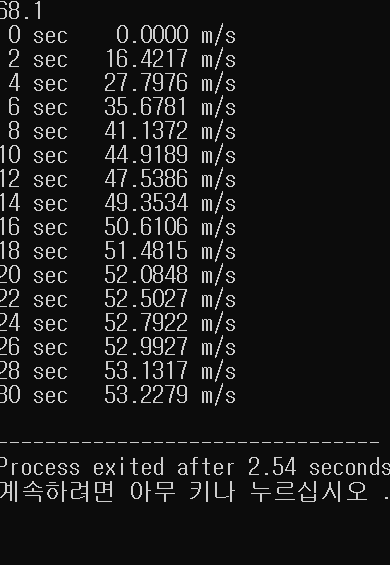 68.1
0 sec 0.0000 m/s
2 sec 16.4217 m/s
4 sec 27.7976 m/s
6 sec 35.6781 m/s
8 sec 41.1372 m/s
10 sec 44.9189 m/s
12 sec 47.5386 m/s
14 sec 49.3534 m/s
16 sec 50.6106 m/s
18 sec 51.4815 m/s
20 sec 52.0848 m/s
22 sec 52.5027 m/s
24 sec 52.7922 m/s
26 sec 52.9927 m/s
28 sec 53.1317 m/s
30 sec 53.2279 m/s
--------------------------------
Process exited after 2.54 seconds
계속하려면 아무 키나 누르십시오 .